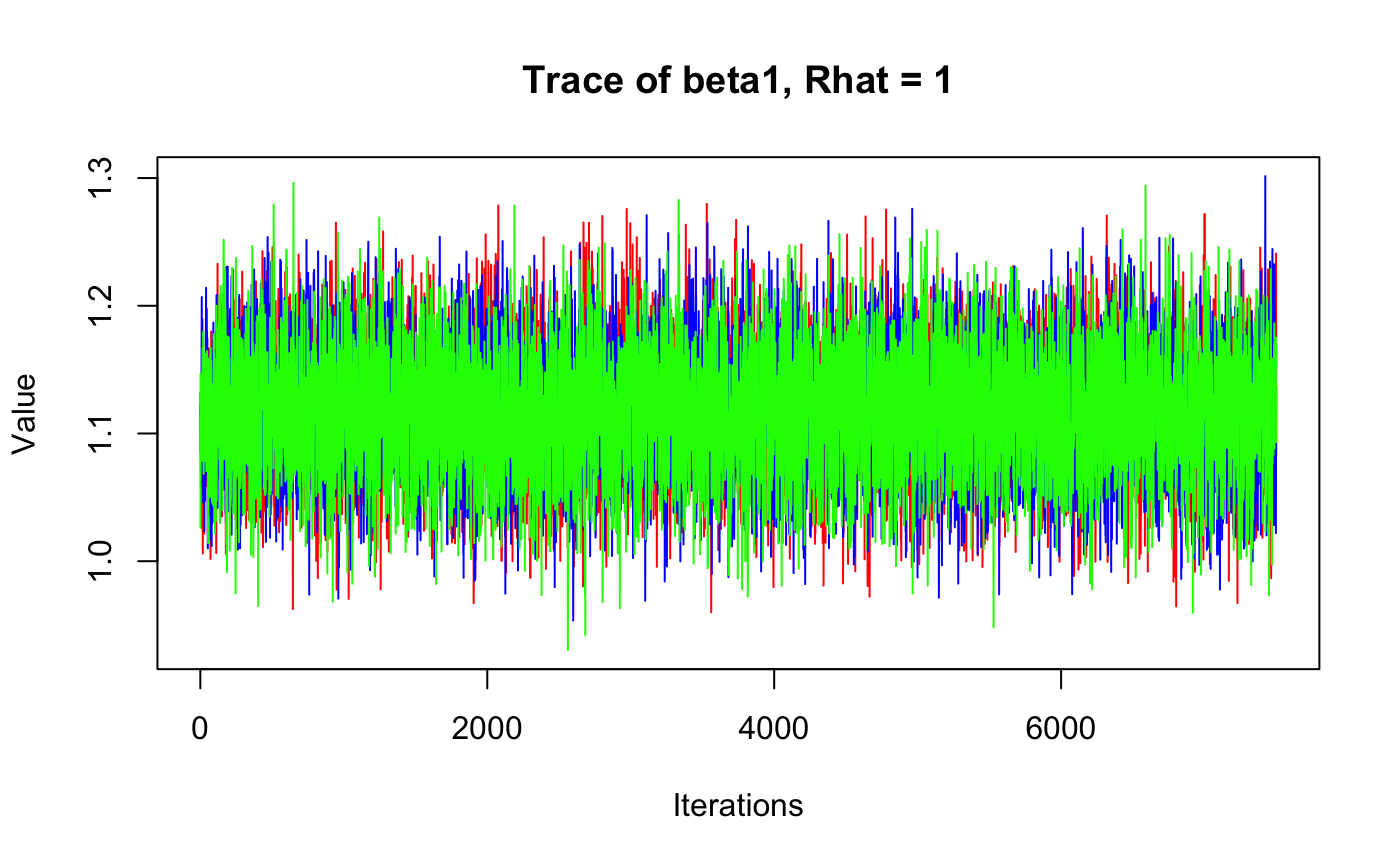 Trace of beta1, Rhat = 1
1.3
1.2
1.1
1.0
Value
0 2000 4000 6000
Iterations